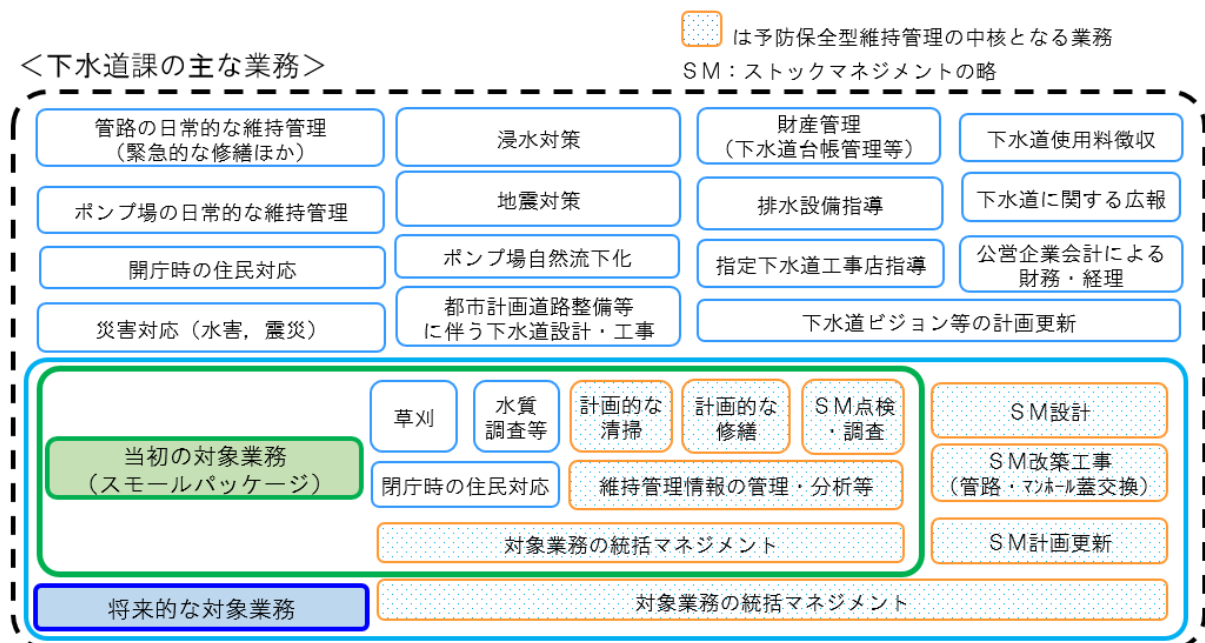 は予防保全型維持管理の中核となる業務
＜下水道課の主な業務＞
ＳＭ：ストックマネジメントの略
管路の日常的な維持管理
（緊急的な修繕ほか）
浸水対策
財産管理
（下水道台帳管理等）
下水道使用料徴収
ポンプ場の日常的な維持管理
地震対策
排水設備指導
下水道に関する広報
開庁時の住民対応
ポンプ場自然流下化
指定下水道工事店指導
公営企業会計による
財務・経理
災害対応（水害，震災）
都市計画道路整備等
に伴う下水道設計・工事
下水道ビジョン等の計画更新
当初の対象業務
（スモールパッケージ）
草刈
水質
調査等
計画的な
清掃
計画的な
修繕
ＳＭ点検
・調査
ＳＭ設計
閉庁時の住民対応
維持管理情報の管理・分析等
ＳＭ改築工事
（管路・ﾏﾝﾎｰﾙ蓋交換）
対象業務の統括マネジメント
ＳＭ計画更新
将来的な対象業務
対象業務の統括マネジメント